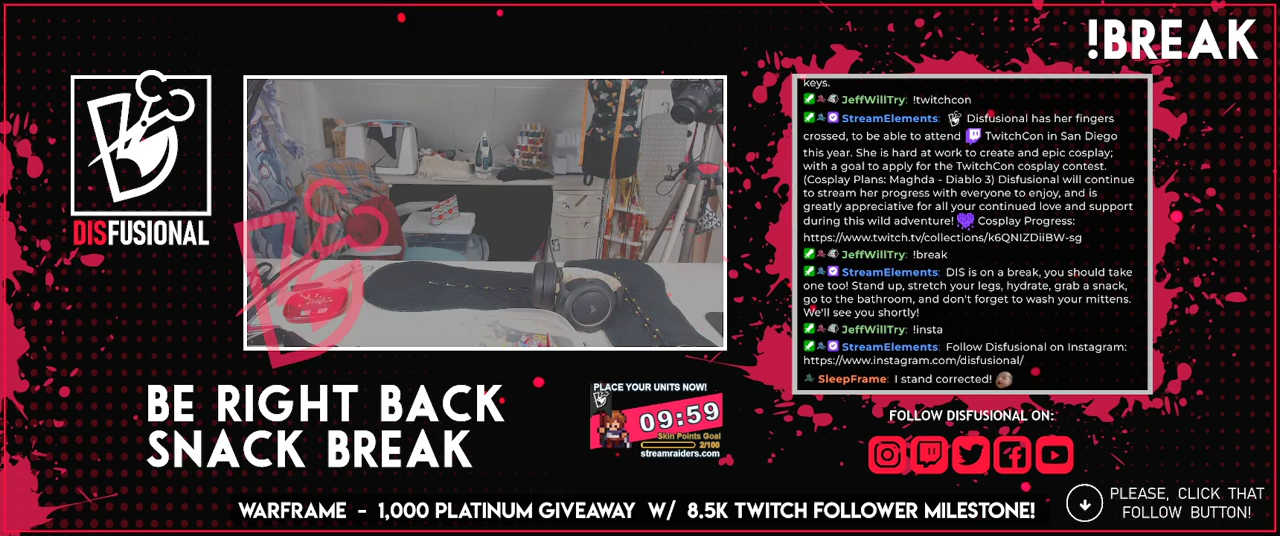 !BREAK
DISFUSIONAL
keys.
JeffWillTry: !twitchcon
StreamElements: Disfusional has her fingers
crossed, to be able to attend TwitchCon in San Diego
this year. She is hard at work to create and epic cosplay;
with a goal to apply for the TwitchCon cosplay contest.
(Cosplay Plans: Maghda - Diablo 3) Disfusional will continue
to stream her progress with everyone to enjoy, and is
greatly appreciative for all your continued love and support
during this wild adventure! Cosplay Progress:
https://www.twitch.tv/collections/k6QNIZDiiBW-sg
JeffWillTry: !break
StreamElements: DIS is on a break, you should take
one too! Stand up, stretch your legs, hydrate, grab a snack,
go to the bathroom, and don't forget to wash your mittens.
We'll see you shortly!
JeffWillTry: !insta
StreamElements: Follow Disfusional on Instagram:
https://www.instagram.com/disfusional/
SleepFrame: I stand corrected!
BE RIGHT BACK
SNACK BREAK
PLACE YOUR UNITS NOW!
09:59
Skin Points Goal
2/100
streamraiders.com
FOLLOW DISFUSIONAL ON:
WARFRAME - 1,000 PLATINUM GIVEAWAY W/ 8.5K TWITCH FOLLOWER MILESTONE!
PLEASE, CLICK THAT
FOLLOW BUTTON!